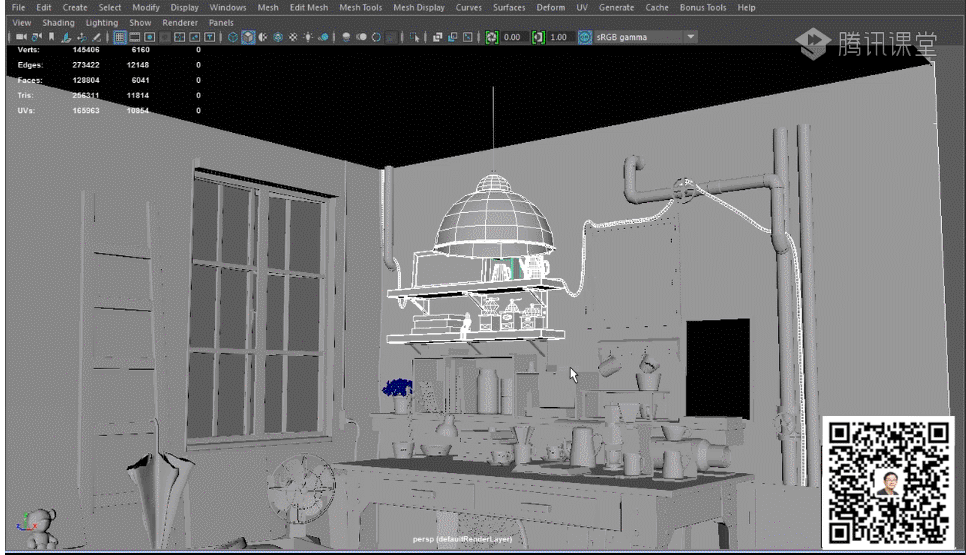 File Edit Create Select Modify Display Windows Mesh Edit Mesh Mesh Tools Mesh Display Curves Surfaces Deform UV Generate Cache Bonus Tools Help
View Shading Lighting Show Renderer Panels
0.00 1.00 sRGB gamma
腾讯课堂
Verts: 145406 6160 0
Edges: 273422 12148 0
Faces: 128804 6041 0
Tris: 256311 11814 0
UVs: 165963 10854 0
persp (defaultRenderLayer)